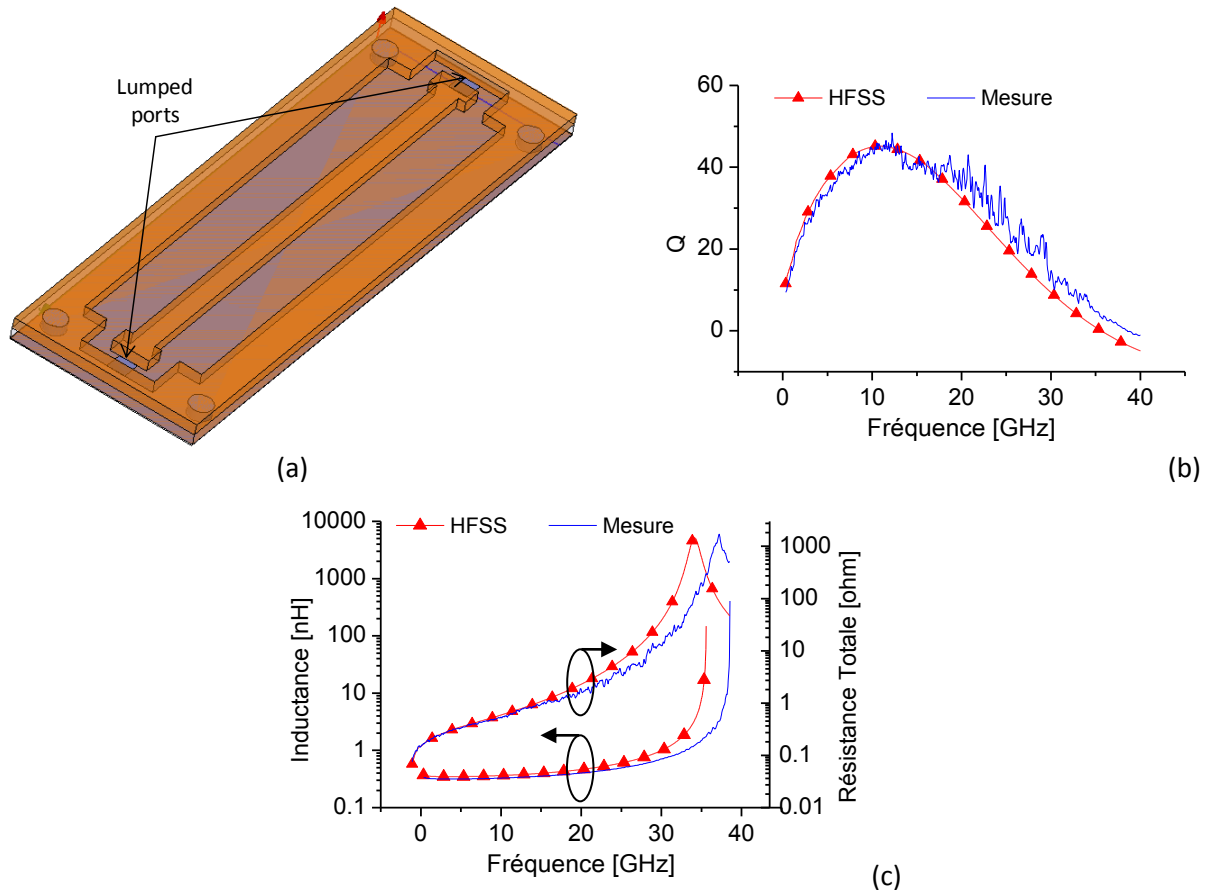 Lumped
ports
(a)
HFSS
Mesure
60
40
20
0
Q
0
10
20
30
40
Fréquence [GHz]
(b)
HFSS
Mesure
10000
1000
100
10
1
0.1
Inductance [nH]
1000
100
10
1
0.1
0.01
Résistance Totale [ohm]
0
10
20
30
40
Fréquence [GHz]
(c)